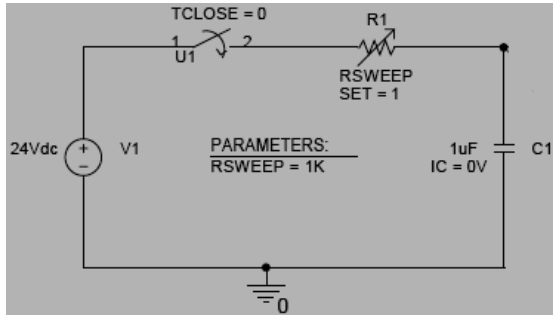 TCLOSE = 0
1
2
U1
R1
RSWEEP
SET = 1
24Vdc
+
−
V1
PARAMETERS:
RSWEEP = 1K
1uF
IC = 0V
C1
0